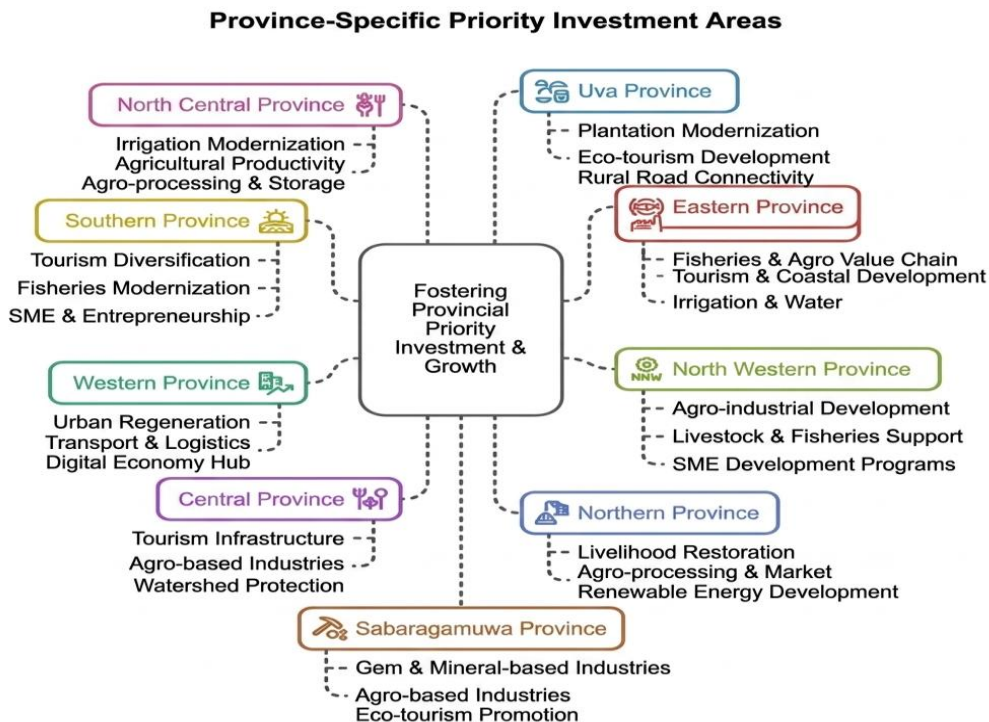 Province-Specific Priority Investment Areas
North Central Province
Irrigation Modernization
Agricultural Productivity
Agro-processing & Storage
Southern Province
Tourism Diversification
Fisheries Modernization
SME & Entrepreneurship
Western Province
Urban Regeneration
Transport & Logistics
Digital Economy Hub
Central Province
Tourism Infrastructure
Agro-based Industries
Watershed Protection
Fostering
Provincial
Priority
Investment &
Growth
Uva Province
Plantation Modernization
Eco-tourism Development
Rural Road Connectivity
Eastern Province
Fisheries & Agro Value Chain
Tourism & Coastal Development
Irrigation & Water
NNW
North Western Province
Agro-industrial Development
Livestock & Fisheries Support
SME Development Programs
Northern Province
Livelihood Restoration
Agro-processing & Market
Renewable Energy Development
Sabaragamuwa Province
Gem & Mineral-based Industries
Agro-based Industries
Eco-tourism Promotion